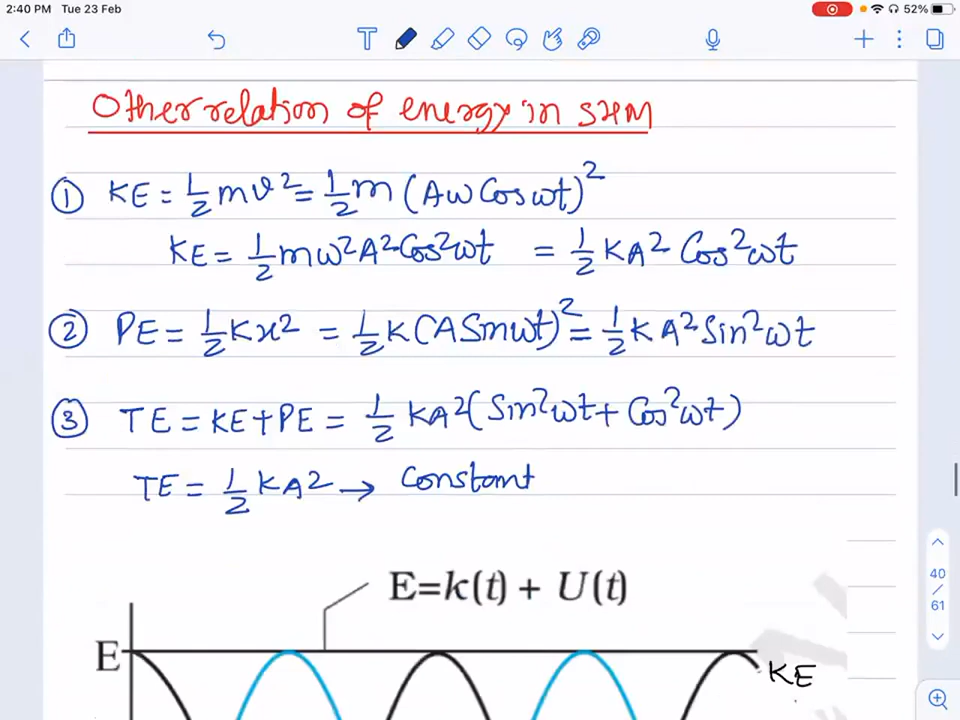 2:40 PM Tue 23 Feb 52%
Other relation of energy in SHM
① KE = 1/2 mv² = 1/2 m (Aω Cos ωt)²
KE = 1/2 mω²A² Cos²ωt = 1/2 KA² Cos²ωt
② PE = 1/2 Kx² = 1/2 K(A Sin ωt)² = 1/2 KA² Sin²ωt
③ TE = KE + PE = 1/2 KA² (Sin²ωt + Cos²ωt)
TE = 1/2 KA² → Constant
E=k(t) + U(t)
E
KE
40
/
61